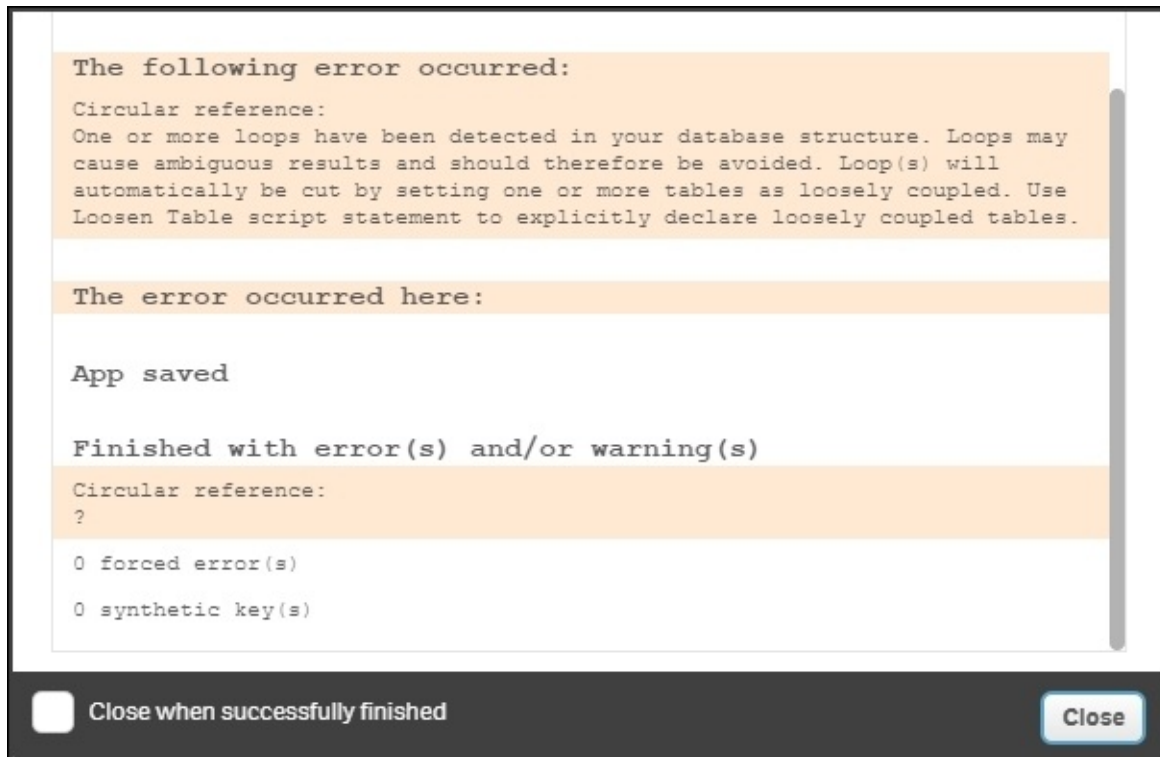 The following error occurred:
Circular reference:
One or more loops have been detected in your database structure. Loops may
cause ambiguous results and should therefore be avoided. Loop(s) will
automatically be cut by setting one or more tables as loosely coupled. Use
Loosen Table script statement to explicitly declare loosely coupled tables.
The error occurred here:
App saved
Finished with error(s) and/or warning(s)
Circular reference:
?
0 forced error(s)
0 synthetic key(s)
Close when successfully finished
Close